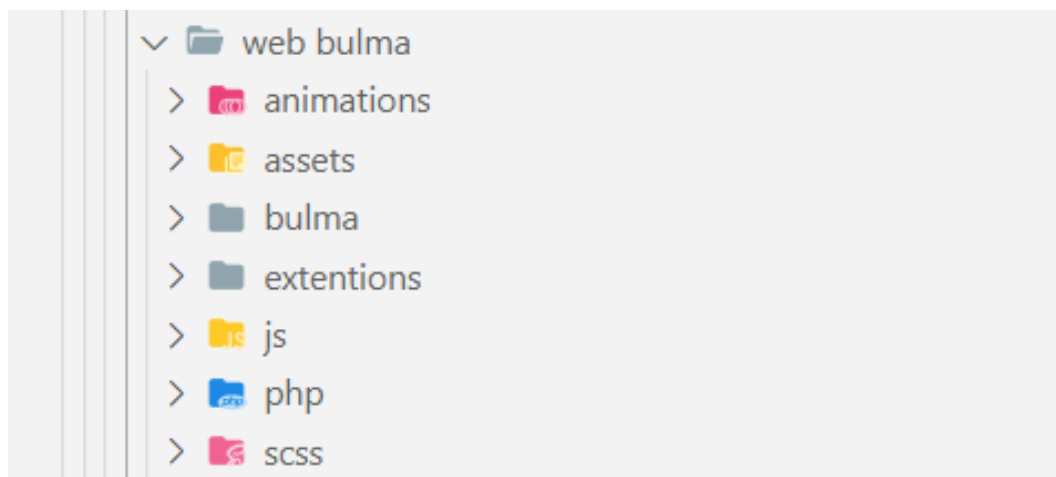 web bulma
animations
assets
bulma
extentions
js
php
scss